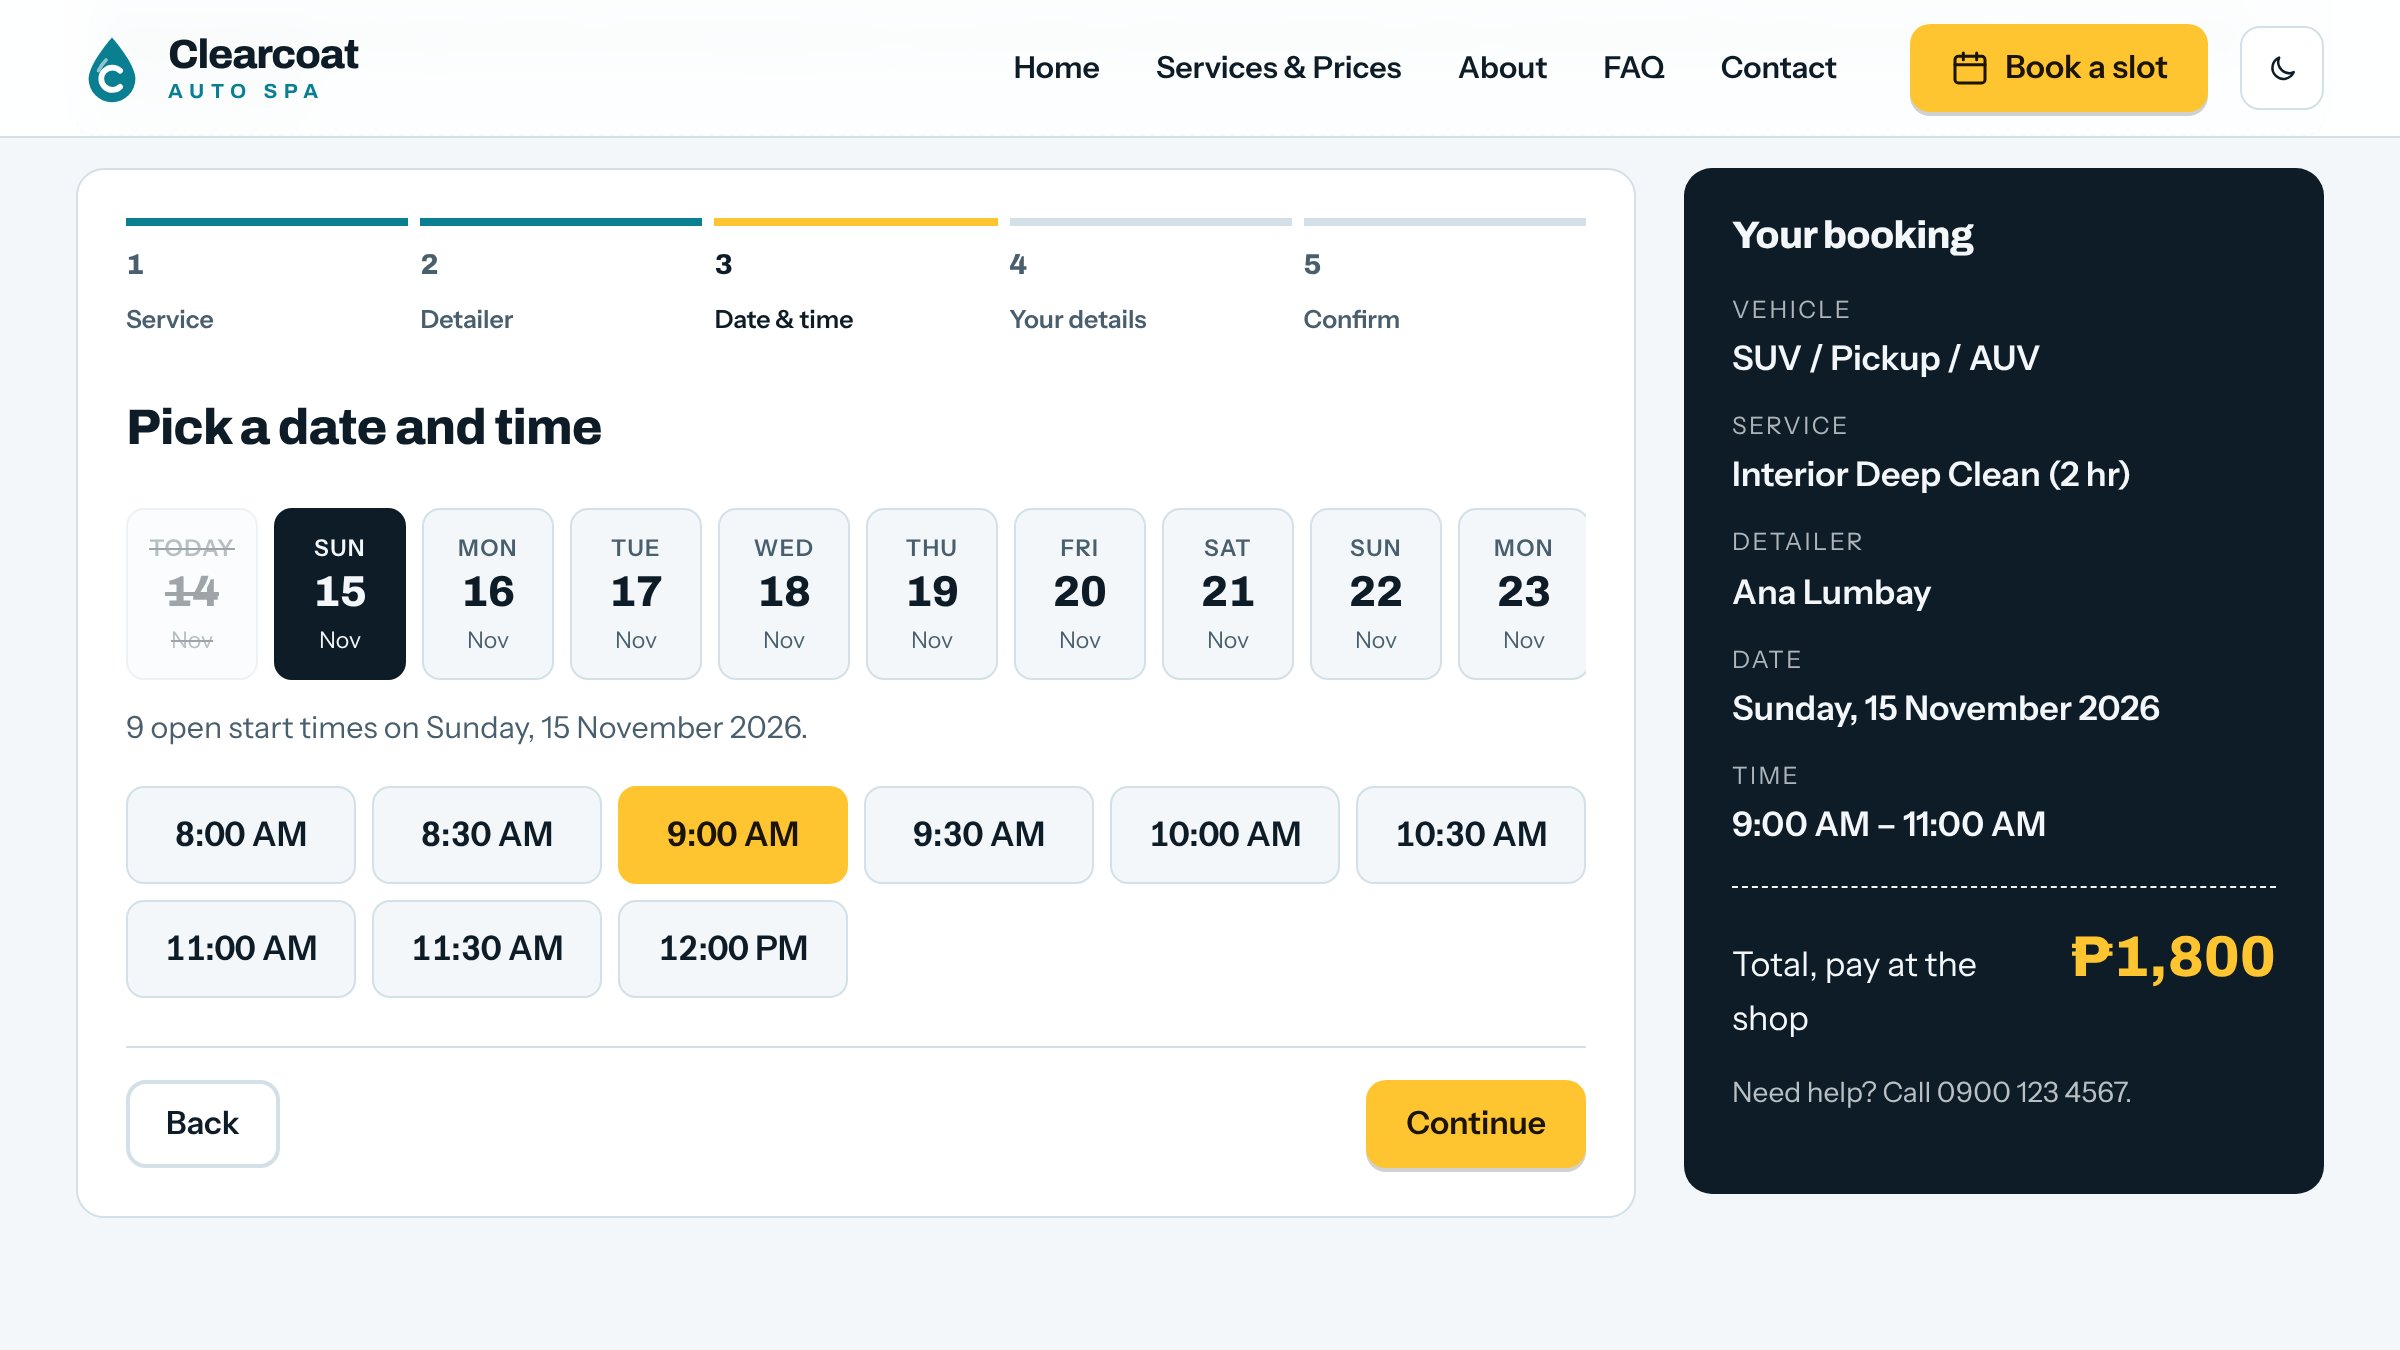 Clearcoat
AUTO SPA
Home
Services & Prices
About
FAQ
Contact
Book a slot
1
Service
2
Detailer
3
Date & time
4
Your details
5
Confirm
Pick a date and time
TODAY
14
Nov
SUN
15
Nov
MON
16
Nov
TUE
17
Nov
WED
18
Nov
THU
19
Nov
FRI
20
Nov
SAT
21
Nov
SUN
22
Nov
MON
23
Nov
9 open start times on Sunday, 15 November 2026.
8:00 AM
8:30 AM
9:00 AM
9:30 AM
10:00 AM
10:30 AM
11:00 AM
11:30 AM
12:00 PM
Back
Continue
Your booking
VEHICLE
SUV / Pickup / AUV
SERVICE
Interior Deep Clean (2 hr)
DETAILER
Ana Lumbay
DATE
Sunday, 15 November 2026
TIME
9:00 AM – 11:00 AM
Total, pay at the
shop
₱1,800
Need help? Call 0900 123 4567.